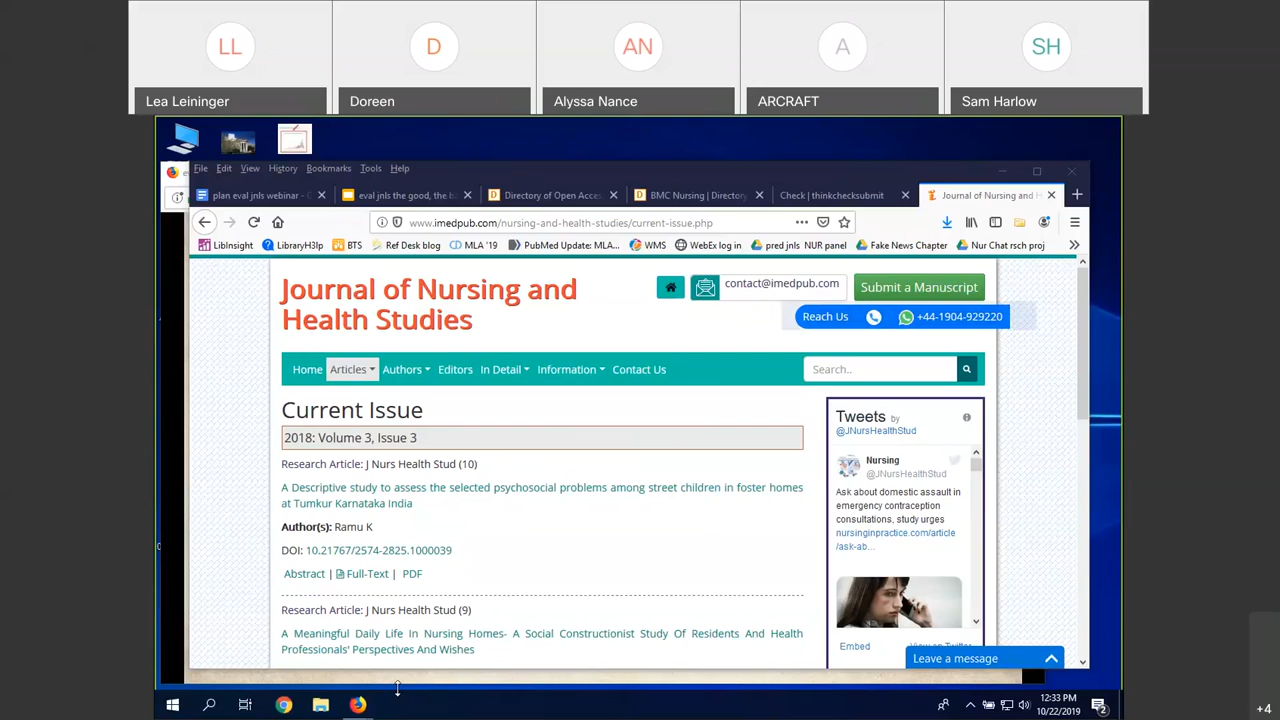 LL
D
AN
A
SH
Lea Leininger
Doreen
Alyssa Nance
ARCRAFT
Sam Harlow
File Edit View History Bookmarks Tools Help
plan eval jnls webinar - G
eval jnls the good, the ba
Directory of Open Acces
BMC Nursing | Directory
Check | thinkchecksubmit
Journal of Nursing and H
www.imedpub.com/nursing-and-health-studies/current-issue.php
LibInsight LibraryH3lp BTS Ref Desk blog MLA '19 PubMed Update: MLA... WMS WebEx log in pred jnls NUR panel Fake News Chapter Nur Chat rsch proj
Journal of Nursing and
Health Studies
contact@imedpub.com
Submit a Manuscript
Reach Us +44-1904-929220
Home Articles Authors Editors In Detail Information Contact Us
Search..
Current Issue
2018: Volume 3, Issue 3
Research Article: J Nurs Health Stud (10)
A Descriptive study to assess the selected psychosocial problems among street children in foster homes
at Tumkur Karnataka India
Author(s): Ramu K
DOI: 10.21767/2574-2825.1000039
Abstract | Full-Text | PDF
Research Article: J Nurs Health Stud (9)
A Meaningful Daily Life In Nursing Homes- A Social Constructionist Study Of Residents And Health
Professionals' Perspectives And Wishes
Tweets by
@JNursHealthStud
Nursing
@JNursHealthStud
Ask about domestic assault in
emergency contraception
consultations, study urges
nursinginpractice.com/article
/ask-ab...
Embed
Leave a message
12:33 PM
10/22/2019
2
+4